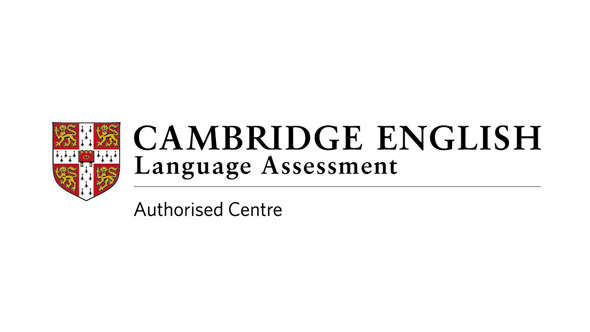 CAMBRIDGE ENGLISH
Language Assessment
Authorised Centre